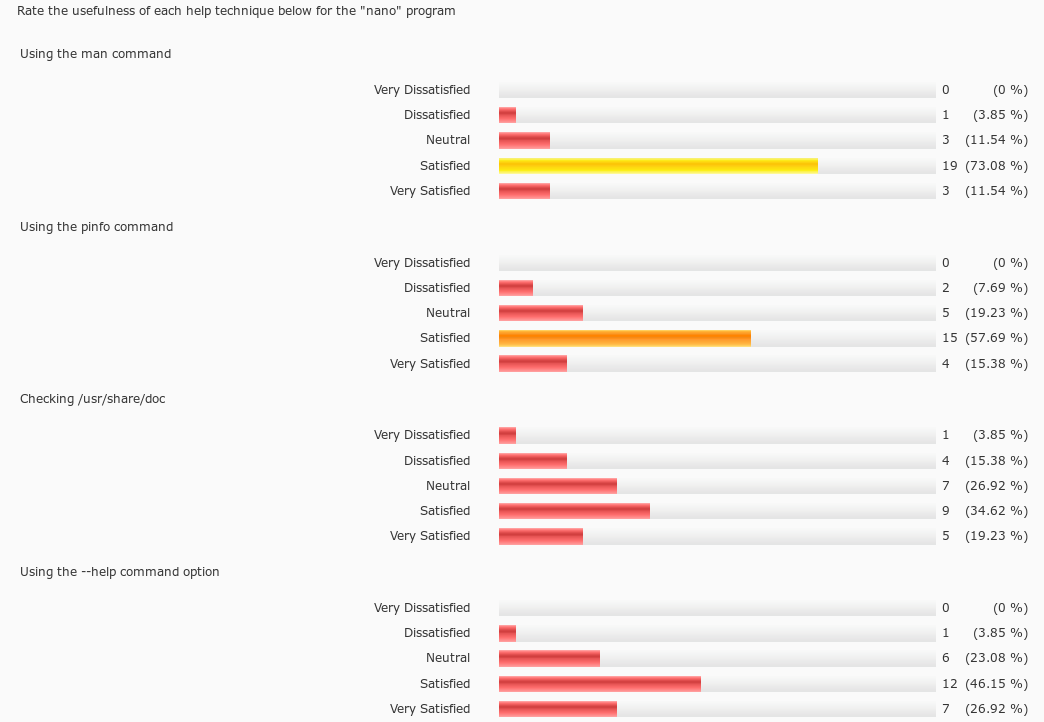 Rate the usefulness of each help technique below for the "nano" program
Using the man command
Very Dissatisfied 0 (0 %)
Dissatisfied 1 (3.85 %)
Neutral 3 (11.54 %)
Satisfied 19 (73.08 %)
Very Satisfied 3 (11.54 %)
Using the pinfo command
Very Dissatisfied 0 (0 %)
Dissatisfied 2 (7.69 %)
Neutral 5 (19.23 %)
Satisfied 15 (57.69 %)
Very Satisfied 4 (15.38 %)
Checking /usr/share/doc
Very Dissatisfied 1 (3.85 %)
Dissatisfied 4 (15.38 %)
Neutral 7 (26.92 %)
Satisfied 9 (34.62 %)
Very Satisfied 5 (19.23 %)
Using the --help command option
Very Dissatisfied 0 (0 %)
Dissatisfied 1 (3.85 %)
Neutral 6 (23.08 %)
Satisfied 12 (46.15 %)
Very Satisfied 7 (26.92 %)